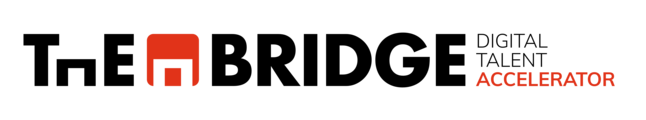 THE BRIDGE
DIGITAL
TALENT
ACCELERATOR